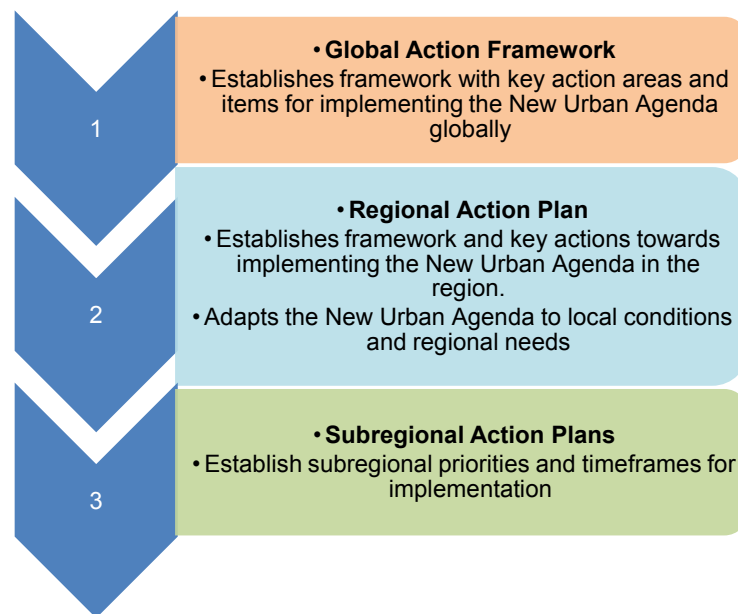 1
• Global Action Framework
• Establishes framework with key action areas and
items for implementing the New Urban Agenda
globally
2
• Regional Action Plan
• Establishes framework and key actions towards
implementing the New Urban Agenda in the
region.
• Adapts the New Urban Agenda to local conditions
and regional needs
3
• Subregional Action Plans
• Establish subregional priorities and timeframes for
implementation